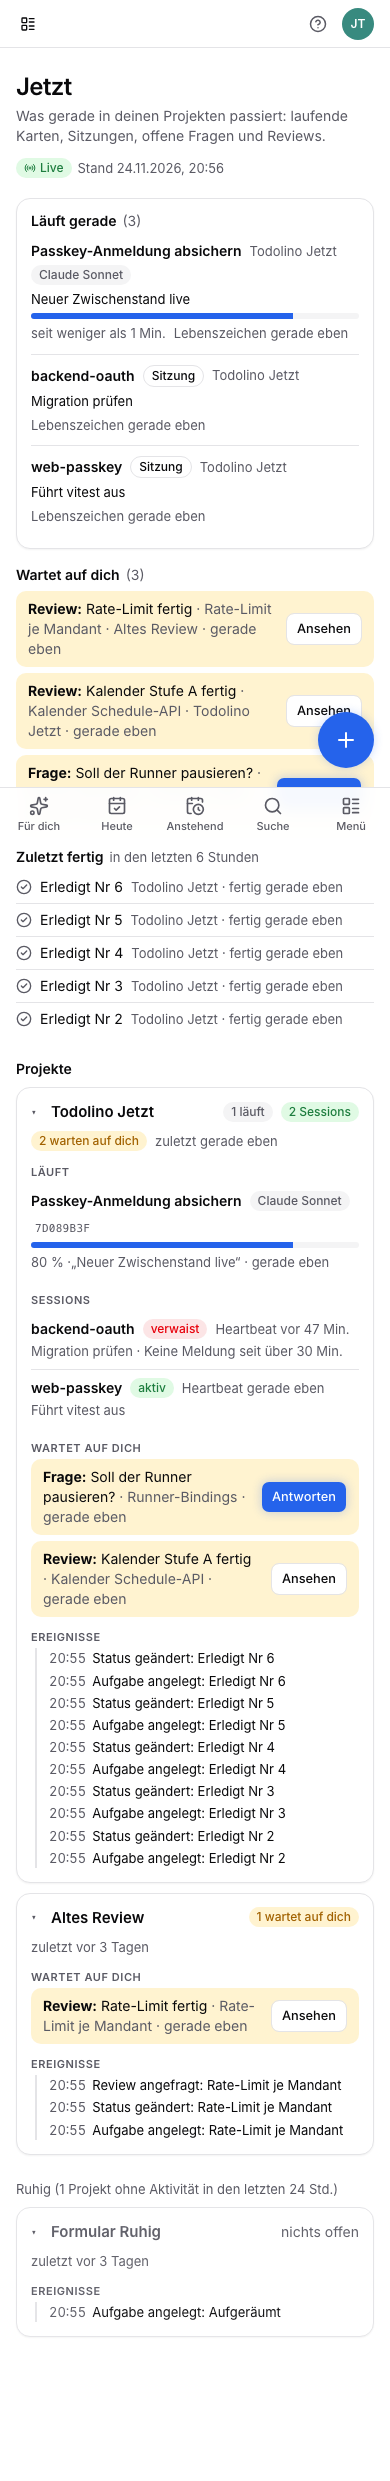 JT
Jetzt
Was gerade in deinen Projekten passiert: laufende
Karten, Sitzungen, offene Fragen und Reviews.
Live Stand 24.11.2026, 20:56
Läuft gerade (3)
Passkey-Anmeldung absichern Todolino Jetzt
Claude Sonnet
Neuer Zwischenstand live
seit weniger als 1 Min. Lebenszeichen gerade eben
backend-oauth Sitzung Todolino Jetzt
Migration prüfen
Lebenszeichen gerade eben
web-passkey Sitzung Todolino Jetzt
Führt vitest aus
Lebenszeichen gerade eben
Wartet auf dich (3)
Review: Rate-Limit fertig · Rate-Limit
je Mandant · Altes Review · gerade
eben
Ansehen
Review: Kalender Stufe A fertig ·
Kalender Schedule-API · Todolino
Jetzt · gerade eben
Ansehen
Frage: Soll der Runner pausieren? ·
Für dich
Heute
Anstehend
Suche
Menü
Zuletzt fertig in den letzten 6 Stunden
Erledigt Nr 6 Todolino Jetzt · fertig gerade eben
Erledigt Nr 5 Todolino Jetzt · fertig gerade eben
Erledigt Nr 4 Todolino Jetzt · fertig gerade eben
Erledigt Nr 3 Todolino Jetzt · fertig gerade eben
Erledigt Nr 2 Todolino Jetzt · fertig gerade eben
Projekte
Todolino Jetzt 1 läuft 2 Sessions
2 warten auf dich zuletzt gerade eben
LÄUFT
Passkey-Anmeldung absichern Claude Sonnet
7D089B3F
80 % ·„Neuer Zwischenstand live“ · gerade eben
SESSIONS
backend-oauth verwaist Heartbeat vor 47 Min.
Migration prüfen · Keine Meldung seit über 30 Min.
web-passkey aktiv Heartbeat gerade eben
Führt vitest aus
WARTET AUF DICH
Frage: Soll der Runner
pausieren? · Runner-Bindings ·
gerade eben
Antworten
Review: Kalender Stufe A fertig
· Kalender Schedule-API ·
gerade eben
Ansehen
EREIGNISSE
20:55 Status geändert: Erledigt Nr 6
20:55 Aufgabe angelegt: Erledigt Nr 6
20:55 Status geändert: Erledigt Nr 5
20:55 Aufgabe angelegt: Erledigt Nr 5
20:55 Status geändert: Erledigt Nr 4
20:55 Aufgabe angelegt: Erledigt Nr 4
20:55 Status geändert: Erledigt Nr 3
20:55 Aufgabe angelegt: Erledigt Nr 3
20:55 Status geändert: Erledigt Nr 2
20:55 Aufgabe angelegt: Erledigt Nr 2
Altes Review 1 wartet auf dich
zuletzt vor 3 Tagen
WARTET AUF DICH
Review: Rate-Limit fertig · Rate-
Limit je Mandant · gerade eben
Ansehen
EREIGNISSE
20:55 Review angefragt: Rate-Limit je Mandant
20:55 Status geändert: Rate-Limit je Mandant
20:55 Aufgabe angelegt: Rate-Limit je Mandant
Ruhig (1 Projekt ohne Aktivität in den letzten 24 Std.)
Formular Ruhig nichts offen
zuletzt vor 3 Tagen
EREIGNISSE
20:55 Aufgabe angelegt: Aufgeräumt